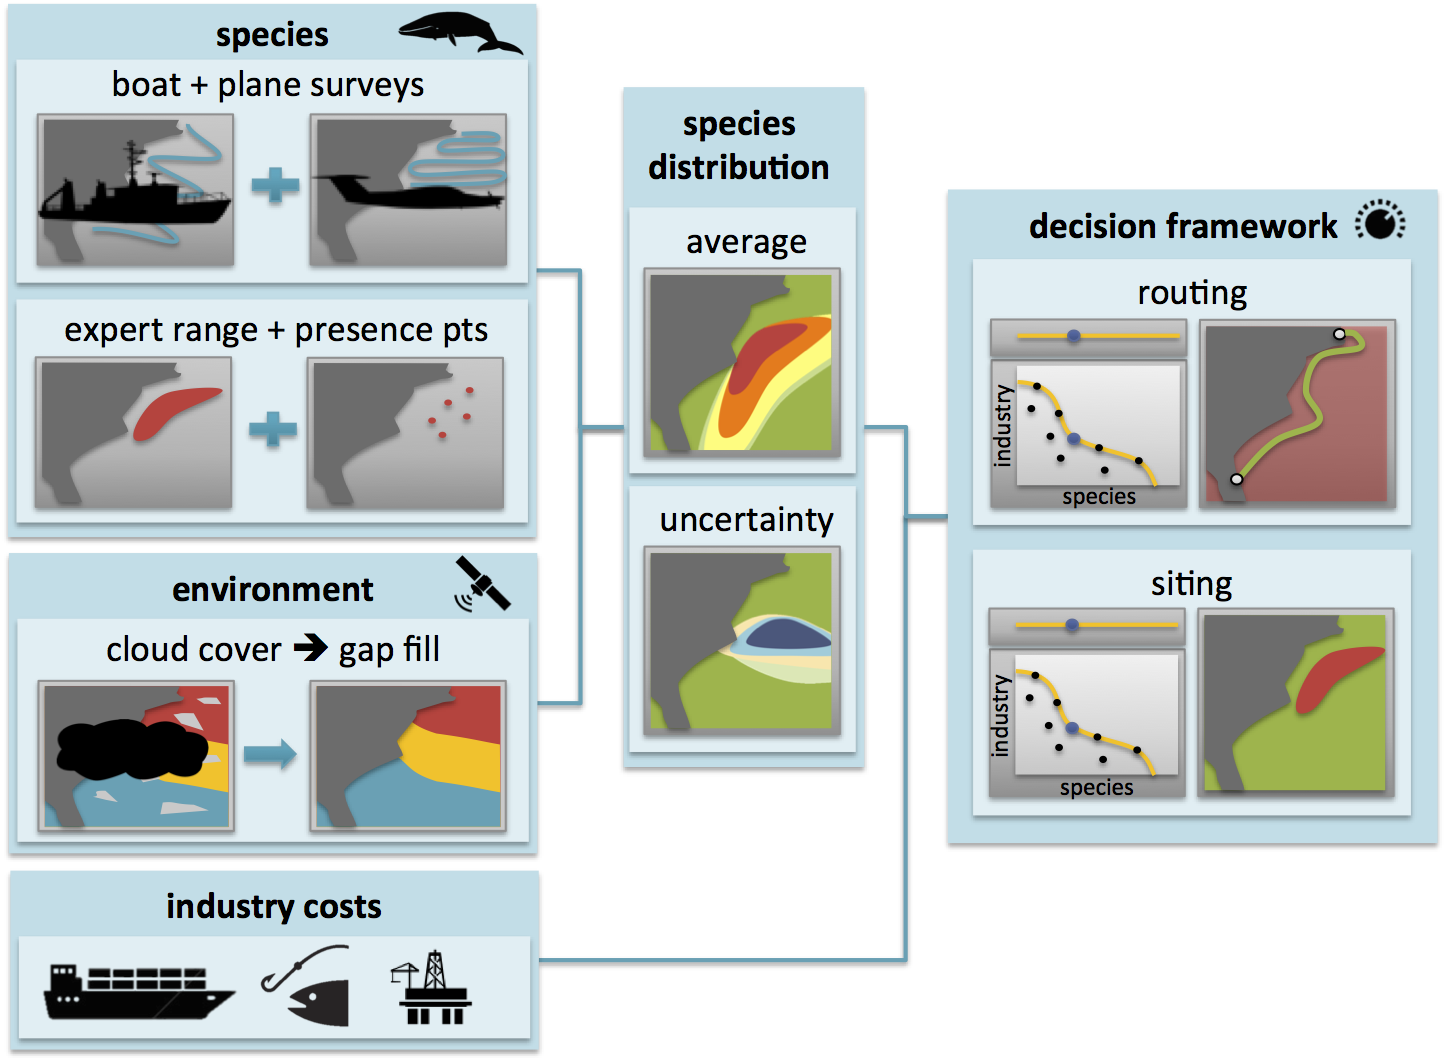 species
boat + plane surveys
expert range + presence pts
environment
cloud cover ➔ gap fill
industry costs
species
distribution
average
uncertainty
decision framework
routing
industry
species
siting
industry
species